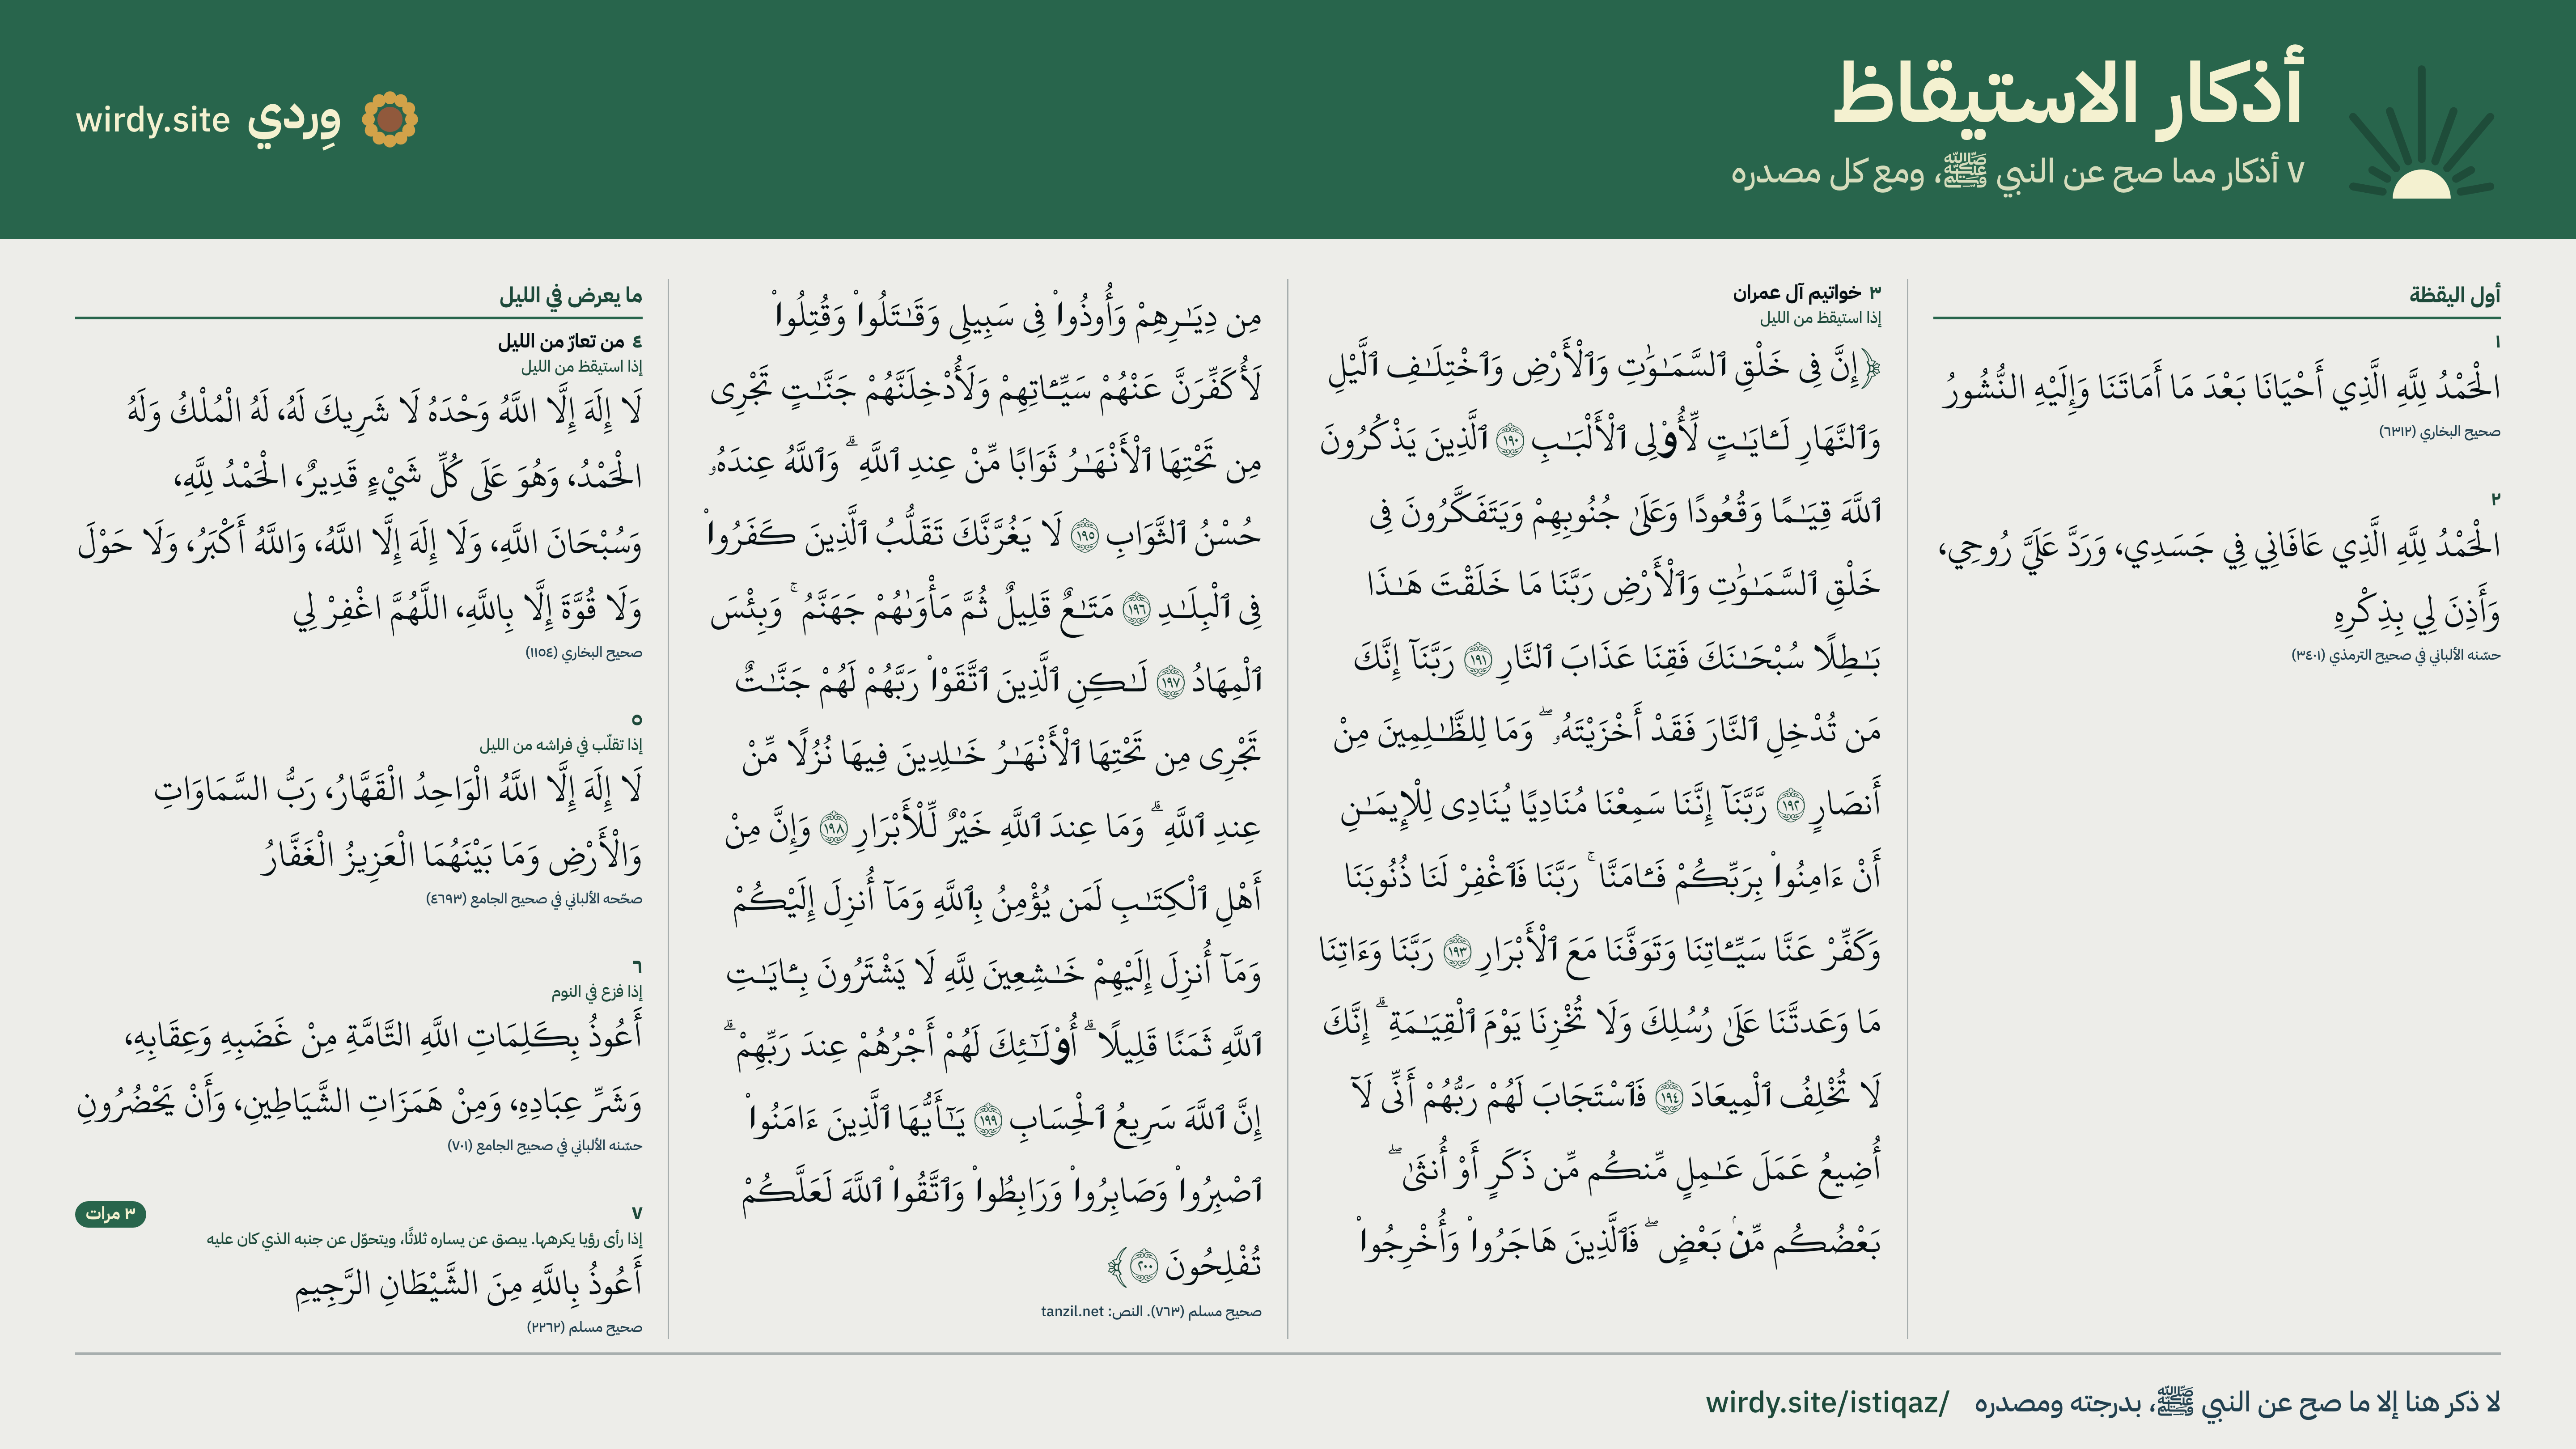 أذكار الاستيقاظ
٧ أذكار مما صح عن النبي ﷺ، ومع كل مصدره
وِردي wirdy.site
أول اليقظة
١
الْحَمْدُ لِلَّهِ الَّذِي أَحْيَانَا بَعْدَ مَا أَمَاتَنَا وَإِلَيْهِ النُّشُورُ
صحيح البخاري (٦٣١٢)
٢
الْحَمْدُ لِلَّهِ الَّذِي عَافَانِي فِي جَسَدِي، وَرَدَّ عَلَيَّ رُوحِي،
وَأَذِنَ لِي بِذِكْرِهِ
حسّنه الألباني في صحيح الترمذي (٣٤٠١)
٣ خواتيم آل عمران
إذا استيقظ من الليل
﴿إِنَّ فِى خَلْقِ ٱلسَّمَـٰوَٰتِ وَٱلْأَرْضِ وَٱخْتِلَـٰفِ ٱلَّيْلِ
وَٱلنَّهَارِ لَـَٔايَـٰتٍ لِّأُو۟لِى ٱلْأَلْبَـٰبِ ١٩٠ ٱلَّذِينَ يَذْكُرُونَ
ٱللَّهَ قِيَـٰمًا وَقُعُودًا وَعَلَىٰ جُنُوبِهِمْ وَيَتَفَكَّرُونَ فِى
خَلْقِ ٱلسَّمَـٰوَٰتِ وَٱلْأَرْضِ رَبَّنَا مَا خَلَقْتَ هَـٰذَا
بَـٰطِلًا سُبْحَـٰنَكَ فَقِنَا عَذَابَ ٱلنَّارِ ١٩١ رَبَّنَآ إِنَّكَ
مَن تُدْخِلِ ٱلنَّارَ فَقَدْ أَخْزَيْتَهُۥ ۖ وَمَا لِلظَّـٰلِمِينَ مِنْ
أَنصَارٍ ١٩٢ رَّبَّنَآ إِنَّنَا سَمِعْنَا مُنَادِيًا يُنَادِى لِلْإِيمَـٰنِ
أَنْ ءَامِنُوا۟ بِرَبِّكُمْ فَـَٔامَنَّا ۚ رَبَّنَا فَٱغْفِرْ لَنَا ذُنُوبَنَا
وَكَفِّرْ عَنَّا سَيِّـَٔاتِنَا وَتَوَفَّنَا مَعَ ٱلْأَبْرَارِ ١٩٣ رَبَّنَا وَءَاتِنَا
مَا وَعَدتَّنَا عَلَىٰ رُسُلِكَ وَلَا تُخْزِنَا يَوْمَ ٱلْقِيَـٰمَةِ ۗ إِنَّكَ
لَا تُخْلِفُ ٱلْمِيعَادَ ١٩٤ فَٱسْتَجَابَ لَهُمْ رَبُّهُمْ أَنِّى لَآ
أُضِيعُ عَمَلَ عَـٰمِلٍ مِّنكُم مِّن ذَكَرٍ أَوْ أُنثَىٰ ۖ
بَعْضُكُم مِّنۢ بَعْضٍ ۖ فَٱلَّذِينَ هَاجَرُوا۟ وَأُخْرِجُوا۟
مِن دِيَـٰرِهِمْ وَأُوذُوا۟ فِى سَبِيلِى وَقَـٰتَلُوا۟ وَقُتِلُوا۟
لَأُكَفِّرَنَّ عَنْهُمْ سَيِّـَٔاتِهِمْ وَلَأُدْخِلَنَّهُمْ جَنَّـٰتٍ تَجْرِى
مِن تَحْتِهَا ٱلْأَنْهَـٰرُ ثَوَابًا مِّنْ عِندِ ٱللَّهِ ۗ وَٱللَّهُ عِندَهُۥ
حُسْنُ ٱلثَّوَابِ ١٩٥ لَا يَغُرَّنَّكَ تَقَلُّبُ ٱلَّذِينَ كَفَرُوا۟
فِى ٱلْبِلَـٰدِ ١٩٦ مَتَـٰعٌ قَلِيلٌ ثُمَّ مَأْوَىٰهُمْ جَهَنَّمُ ۚ وَبِئْسَ
ٱلْمِهَادُ ١٩٧ لَـٰكِنِ ٱلَّذِينَ ٱتَّقَوْا۟ رَبَّهُمْ لَهُمْ جَنَّـٰتٌ
تَجْرِى مِن تَحْتِهَا ٱلْأَنْهَـٰرُ خَـٰلِدِينَ فِيهَا نُزُلًا مِّنْ
عِندِ ٱللَّهِ ۗ وَمَا عِندَ ٱللَّهِ خَيْرٌ لِّلْأَبْرَارِ ١٩٨ وَإِنَّ مِنْ
أَهْلِ ٱلْكِتَـٰبِ لَمَن يُؤْمِنُ بِٱللَّهِ وَمَآ أُنزِلَ إِلَيْكُمْ
وَمَآ أُنزِلَ إِلَيْهِمْ خَـٰشِعِينَ لِلَّهِ لَا يَشْتَرُونَ بِـَٔايَـٰتِ
ٱللَّهِ ثَمَنًا قَلِيلًا ۗ أُو۟لَـٰٓئِكَ لَهُمْ أَجْرُهُمْ عِندَ رَبِّهِمْ ۗ
إِنَّ ٱللَّهَ سَرِيعُ ٱلْحِسَابِ ١٩٩ يَـٰٓأَيُّهَا ٱلَّذِينَ ءَامَنُوا۟
ٱصْبِرُوا۟ وَصَابِرُوا۟ وَرَابِطُوا۟ وَٱتَّقُوا۟ ٱللَّهَ لَعَلَّكُمْ
تُفْلِحُونَ ٢٠٠﴾
صحيح مسلم (٧٦٣). النص: tanzil.net
ما يعرض في الليل
٤ من تعارّ من الليل
إذا استيقظ من الليل
لَا إِلَهَ إِلَّا اللَّهُ وَحْدَهُ لَا شَرِيكَ لَهُ، لَهُ الْمُلْكُ وَلَهُ
الْحَمْدُ، وَهُوَ عَلَى كُلِّ شَيْءٍ قَدِيرٌ، الْحَمْدُ لِلَّهِ،
وَسُبْحَانَ اللَّهِ، وَلَا إِلَهَ إِلَّا اللَّهُ، وَاللَّهُ أَكْبَرُ، وَلَا حَوْلَ
وَلَا قُوَّةَ إِلَّا بِاللَّهِ، اللَّهُمَّ اغْفِرْ لِي
صحيح البخاري (١١٥٤)
٥
إذا تقلّب في فراشه من الليل
لَا إِلَهَ إِلَّا اللَّهُ الْوَاحِدُ الْقَهَّارُ، رَبُّ السَّمَاوَاتِ
وَالْأَرْضِ وَمَا بَيْنَهُمَا الْعَزِيزُ الْغَفَّارُ
صحّحه الألباني في صحيح الجامع (٤٦٩٣)
٦
إذا فزع في النوم
أَعُوذُ بِكَلِمَاتِ اللَّهِ التَّامَّةِ مِنْ غَضَبِهِ وَعِقَابِهِ،
وَشَرِّ عِبَادِهِ، وَمِنْ هَمَزَاتِ الشَّيَاطِينِ، وَأَنْ يَحْضُرُونِ
حسّنه الألباني في صحيح الجامع (٧٠١)
٧
٣ مرات
إذا رأى رؤيا يكرهها. يبصق عن يساره ثلاثًا، ويتحوّل عن جنبه الذي كان عليه
أَعُوذُ بِاللَّهِ مِنَ الشَّيْطَانِ الرَّجِيمِ
صحيح مسلم (٢٢٦٢)
لا ذكر هنا إلا ما صح عن النبي ﷺ، بدرجته ومصدره wirdy.site/istiqaz/